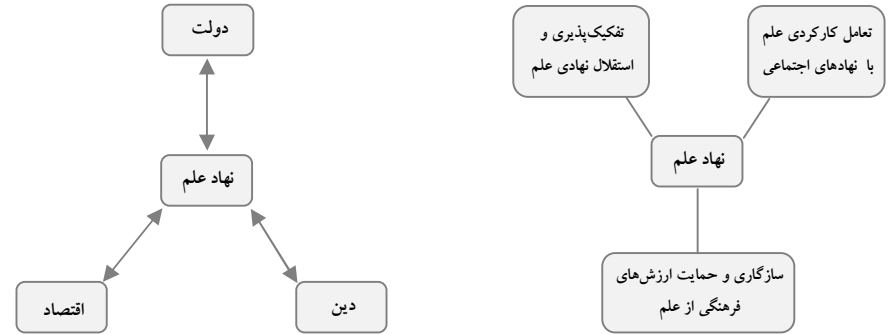 تعامل کارکردی علم
با نهادهای اجتماعی
تفکیک‌پذیری و
استقلال نهادی علم
نهاد علم
سازگاری و حمایت ارزش‌های
فرهنگی از علم
دولت
نهاد علم
دین
اقتصاد